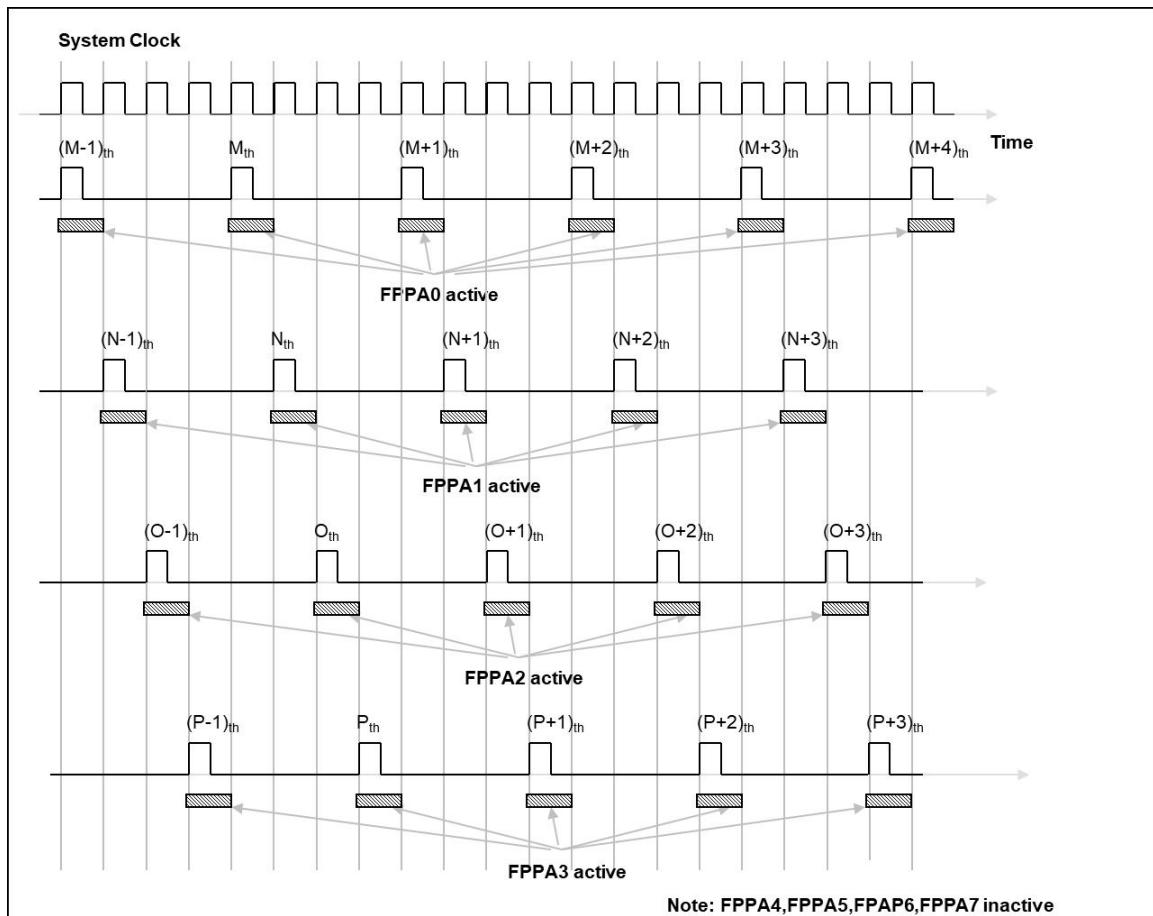 System Clock
Time
(M-1)th Mth (M+1)th (M+2)th (M+3)th (M+4)th
FPPA0 active
(N-1)th Nth (N+1)th (N+2)th (N+3)th
FPPA1 active
(O-1)th Oth (O+1)th (O+2)th (O+3)th
FPPA2 active
(P-1)th Pth (P+1)th (P+2)th (P+3)th
FPPA3 active
Note: FPPA4,FPPA5,FPAP6,FPPA7 inactive